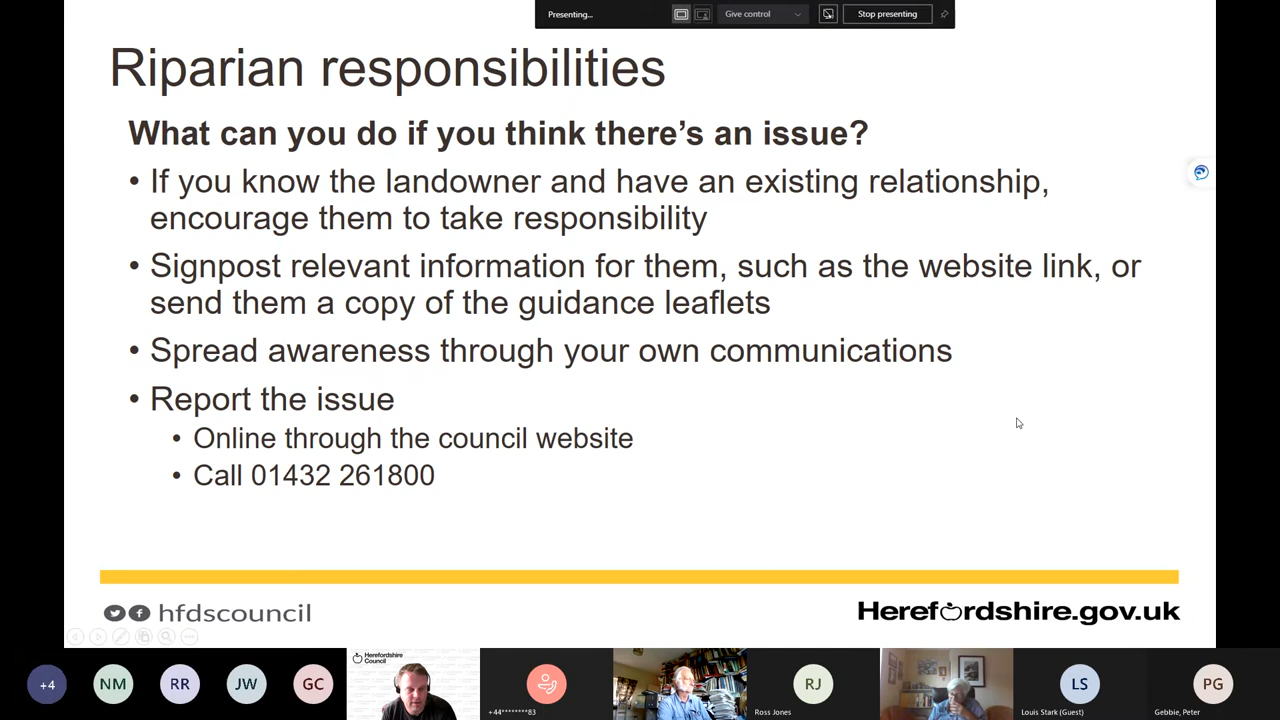 Presenting...
Give control
Stop presenting
Riparian responsibilities
What can you do if you think there's an issue?
• If you know the landowner and have an existing relationship,
encourage them to take responsibility
• Signpost relevant information for them, such as the website link, or
send them a copy of the guidance leaflets
• Spread awareness through your own communications
• Report the issue
• Online through the council website
• Call 01432 261800
hfdscouncil
Herefordshire.gov.uk
+4
NM
RR
JW
GC
Herefordshire
Council
+44********83
RJ
Ross Jones
LS
Louis Stark (Guest)
PG
Gebbie, Peter